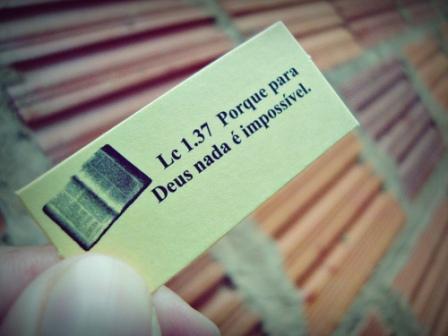 Lc 1.37 Porque para
Deus nada é impossível.